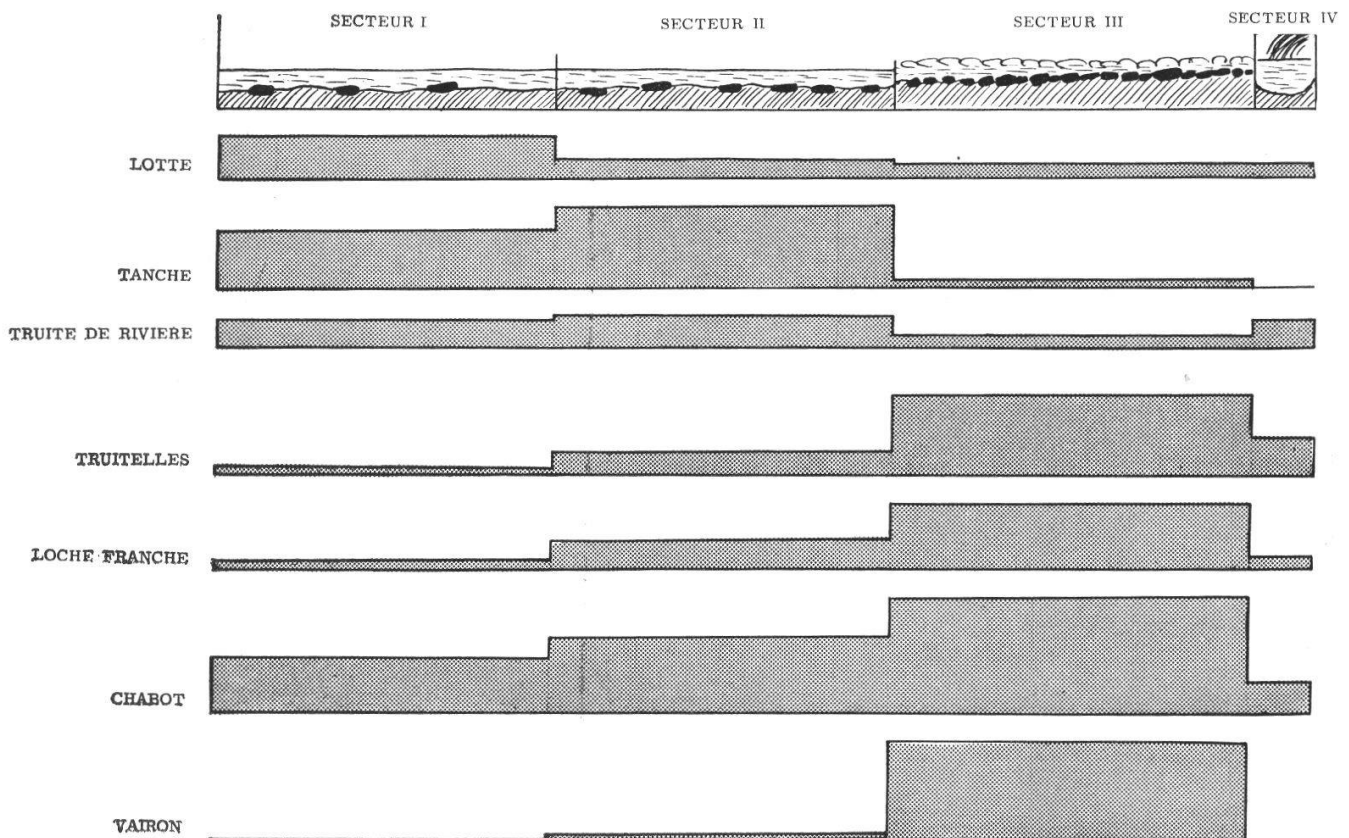 SECTEUR I SECTEUR II SECTEUR III SECTEUR IV
LOTTE
TANCHE
TRUITE DE RIVIERE
TRUITELLES
LOCHE FRANCHE
CHABOT
VAIRON